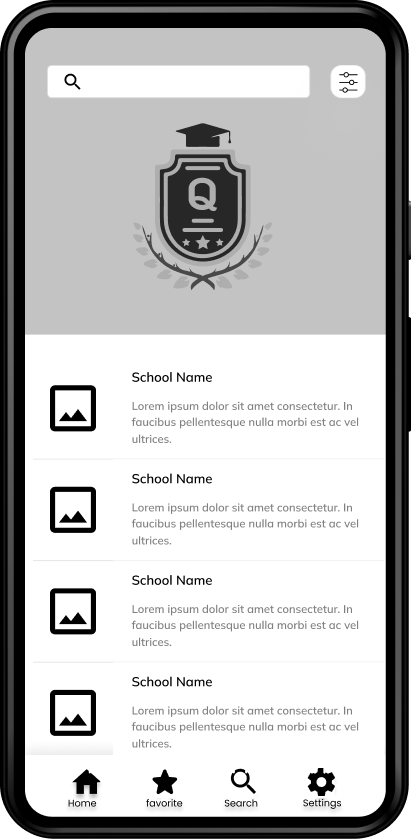 Q
School Name
Lorem ipsum dolor sit amet consectetur. In
faucibus pellentesque nulla morbi est ac vel
ultrices.
School Name
Lorem ipsum dolor sit amet consectetur. In
faucibus pellentesque nulla morbi est ac vel
ultrices.
School Name
Lorem ipsum dolor sit amet consectetur. In
faucibus pellentesque nulla morbi est ac vel
ultrices.
School Name
Lorem ipsum dolor sit amet consectetur. In
faucibus pellentesque nulla morbi est ac vel
ultrices.
Home favorite Search Settings